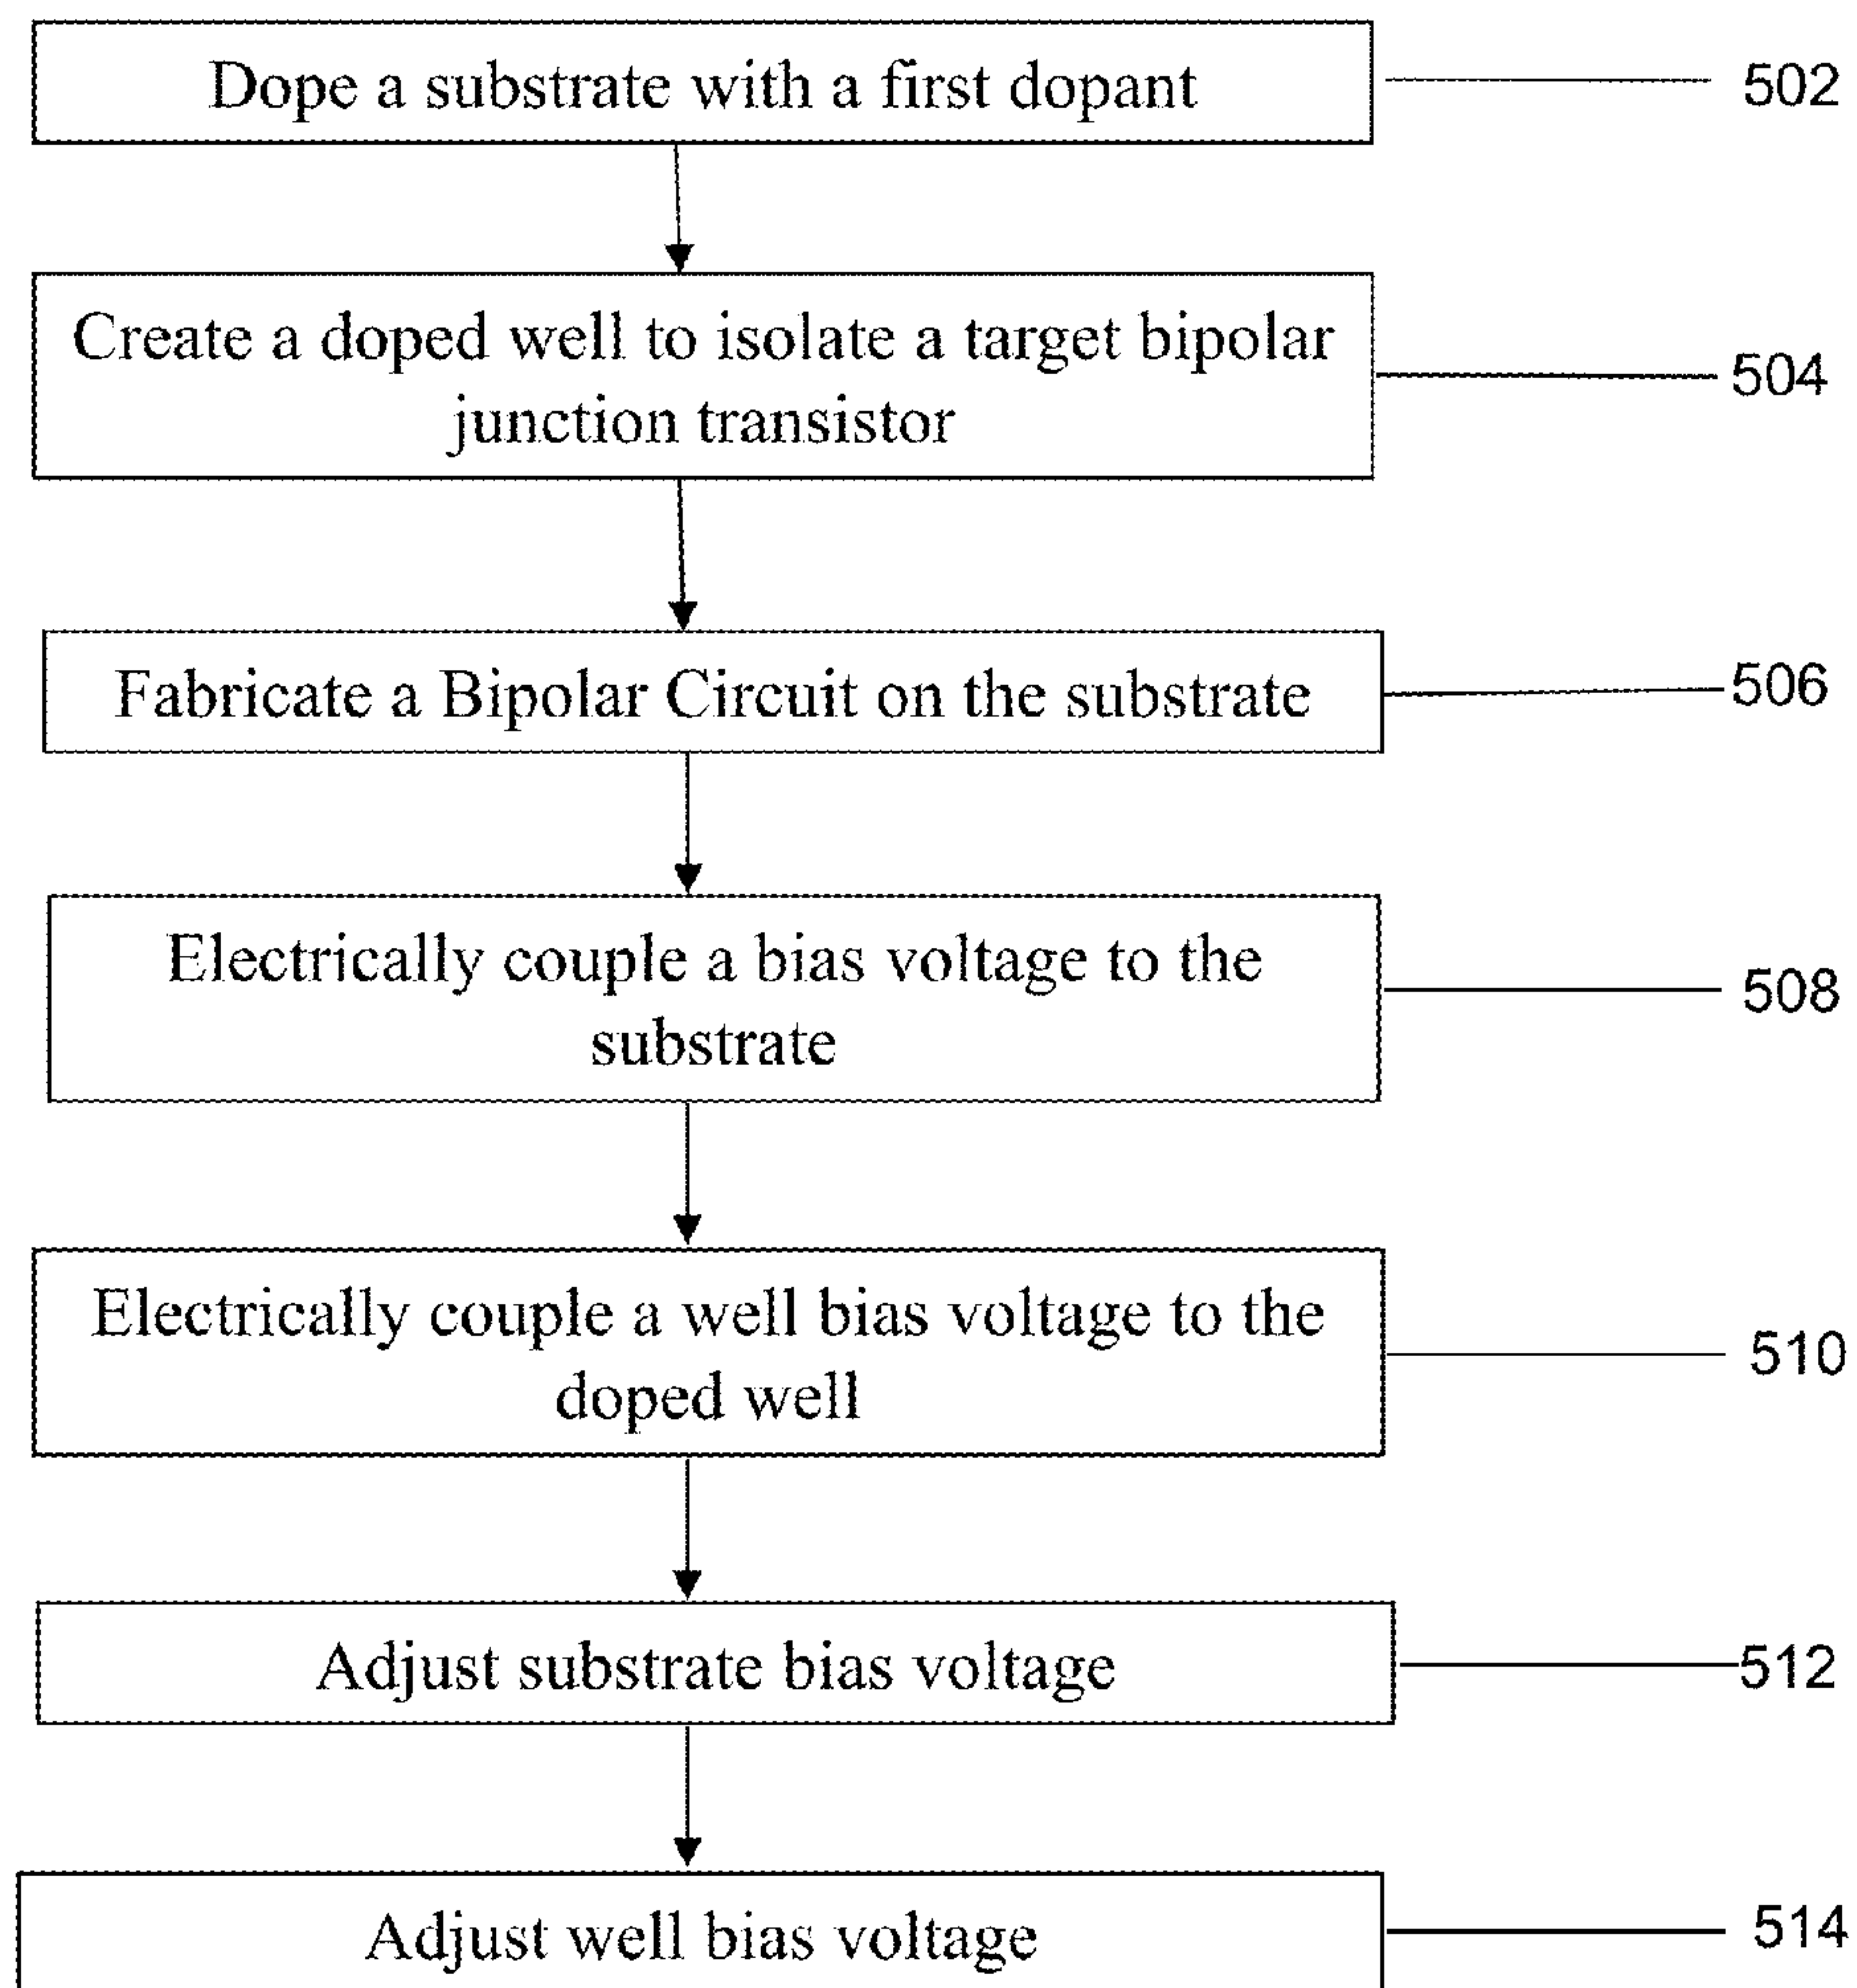 Dope a substrate with a first dopant
502
Create a doped well to isolate a target bipolar
junction transistor
504
Fabricate a Bipolar Circuit on the substrate
506
Electrically couple a bias voltage to the
substrate
508
Electrically couple a well bias voltage to the
doped well
510
Adjust substrate bias voltage
512
Adjust well bias voltage
514